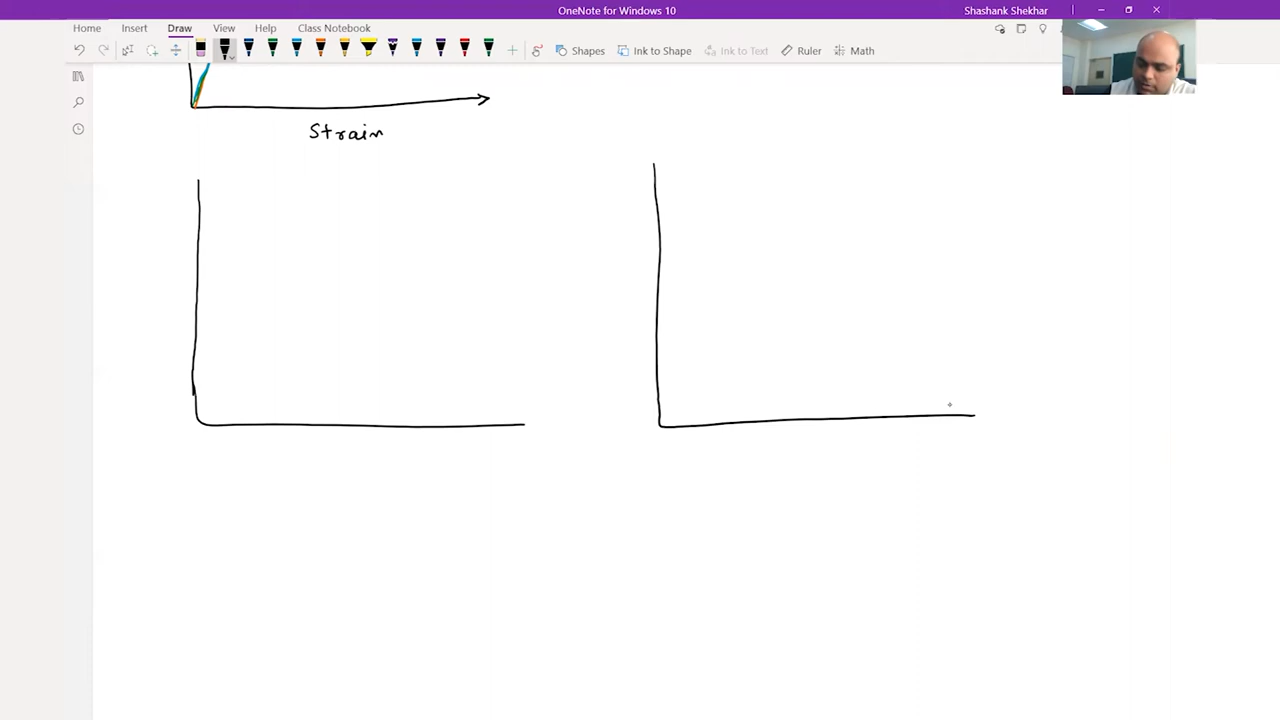 OneNote for Windows 10
Shashank Shekhar
Home Insert Draw View Help Class Notebook
Shapes Ink to Shape Ink to Text Ruler Math
Strain